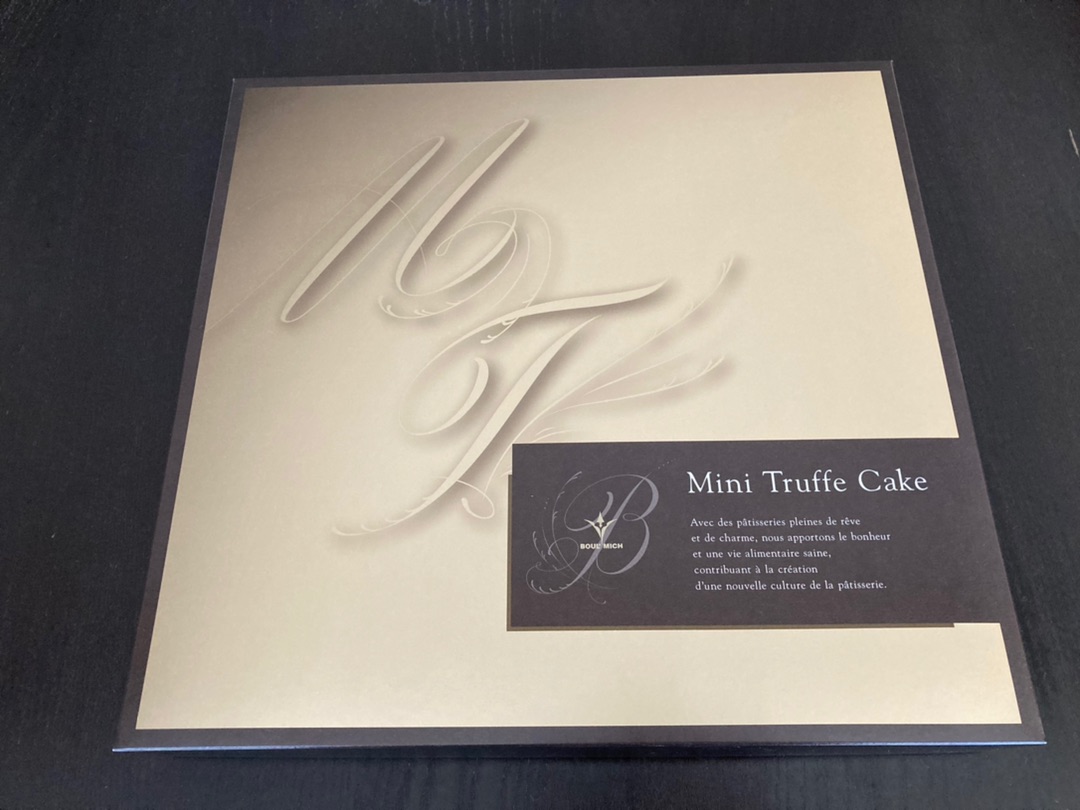 MT
Mini Truffe Cake
B
BOUL'MICH
Avec des pâtisseries pleines de rêve
et de charme, nous apportons le bonheur
et une vie alimentaire saine,
contribuant à la création
d'une nouvelle culture de la pâtisserie.